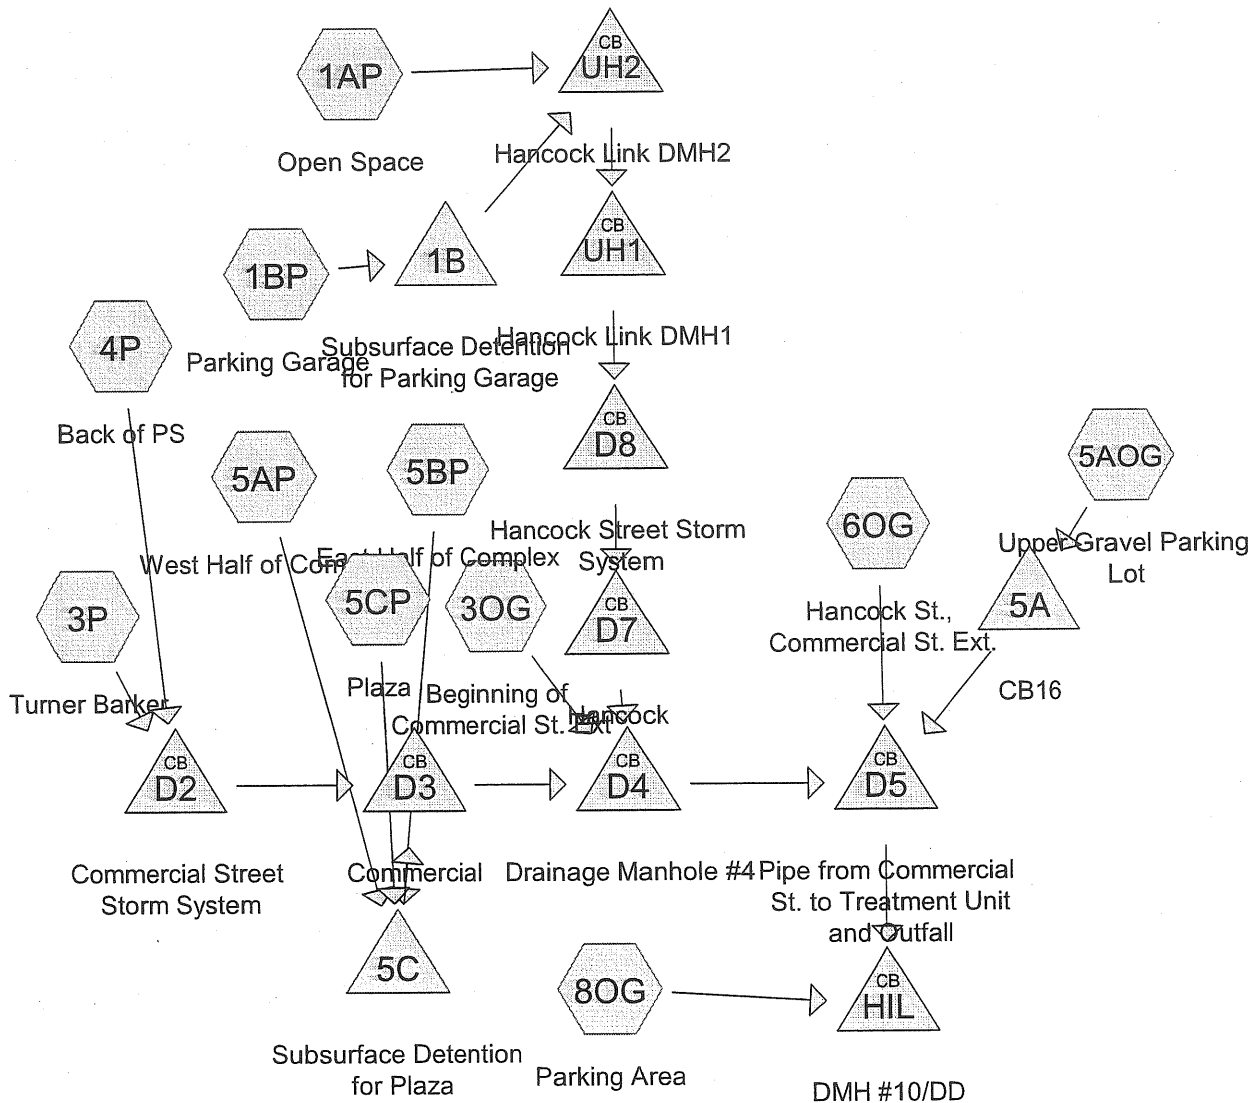 CB
UH2
1AP
Open Space
Hancock Link DMH2
CB
UH1
1B
1BP
Parking Garage
Subsurface Detention
for Parking Garage
Hancock Link DMH1
4P
Back of PS
CB
D8
5AP
5BP
5AOG
6OG
Hancock Street Storm
System
Upper Gravel Parking
Lot
West Half of Com
East Half of Complex
5CP
3OG
CB
D7
5A
3P
Hancock St.,
Commercial St. Ext.
CB16
Turner Barker
Plaza
Beginning of
Commercial St. Ext
Hancock
CB
D2
CB
D3
CB
D4
CB
D5
Commercial Street
Storm System
Commercial
Drainage Manhole #4
Pipe from Commercial
St. to Treatment Unit
and Outfall
5C
8OG
CB
HIL
Subsurface Detention
for Plaza
Parking Area
DMH #10/DD